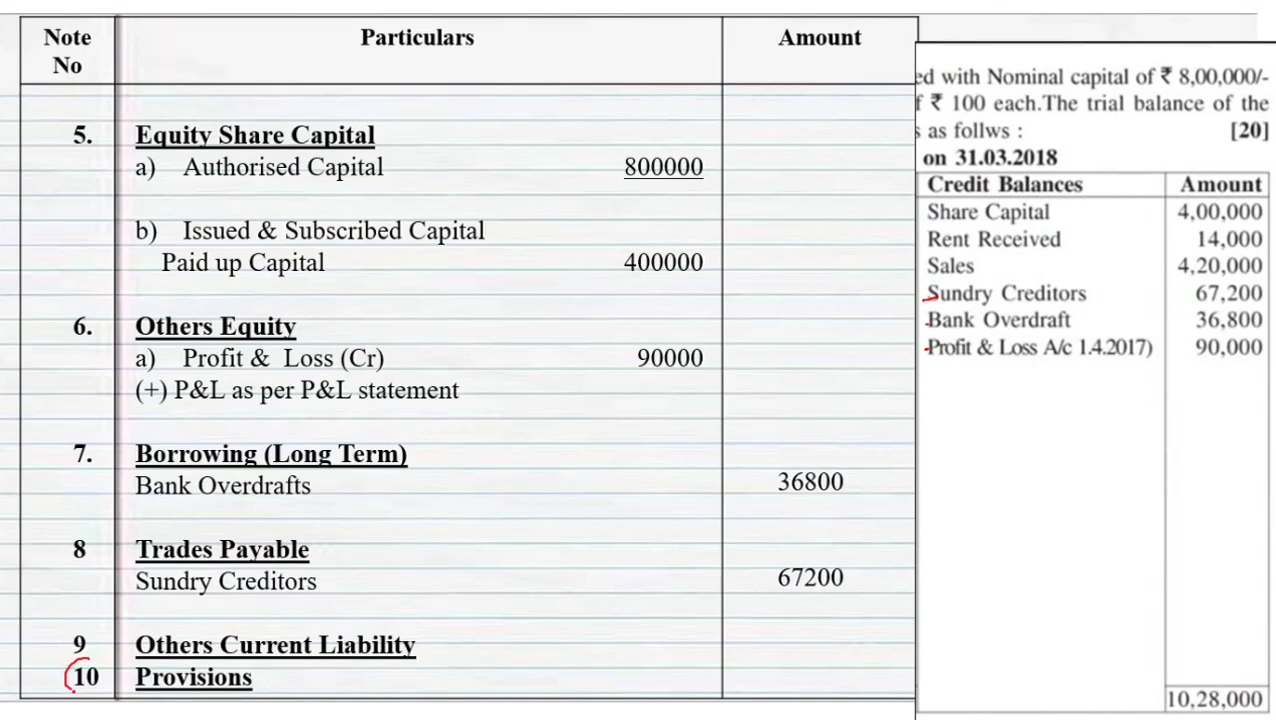 Note No Particulars Amount
5. Equity Share Capital
a) Authorised Capital 800000
b) Issued & Subscribed Capital
Paid up Capital 400000
6. Others Equity
a) Profit & Loss (Cr) 90000
(+) P&L as per P&L statement
7. Borrowing (Long Term)
Bank Overdrafts 36800
8 Trades Payable
Sundry Creditors 67200
9 Others Current Liability
10 Provisions
ed with Nominal capital of ₹ 8,00,000/-
f ₹ 100 each.The trial balance of the
s as follws : [20]
on 31.03.2018
Credit Balances Amount
Share Capital 4,00,000
Rent Received 14,000
Sales 4,20,000
Sundry Creditors 67,200
Bank Overdraft 36,800
Profit & Loss A/c 1.4.2017) 90,000
10,28,000